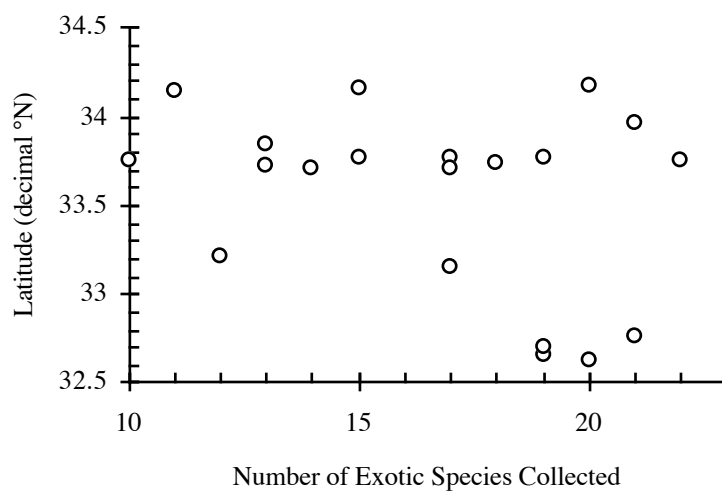 34.5
34
33.5
33
32.5
Latitude (decimal °N)
10 15 20
Number of Exotic Species Collected